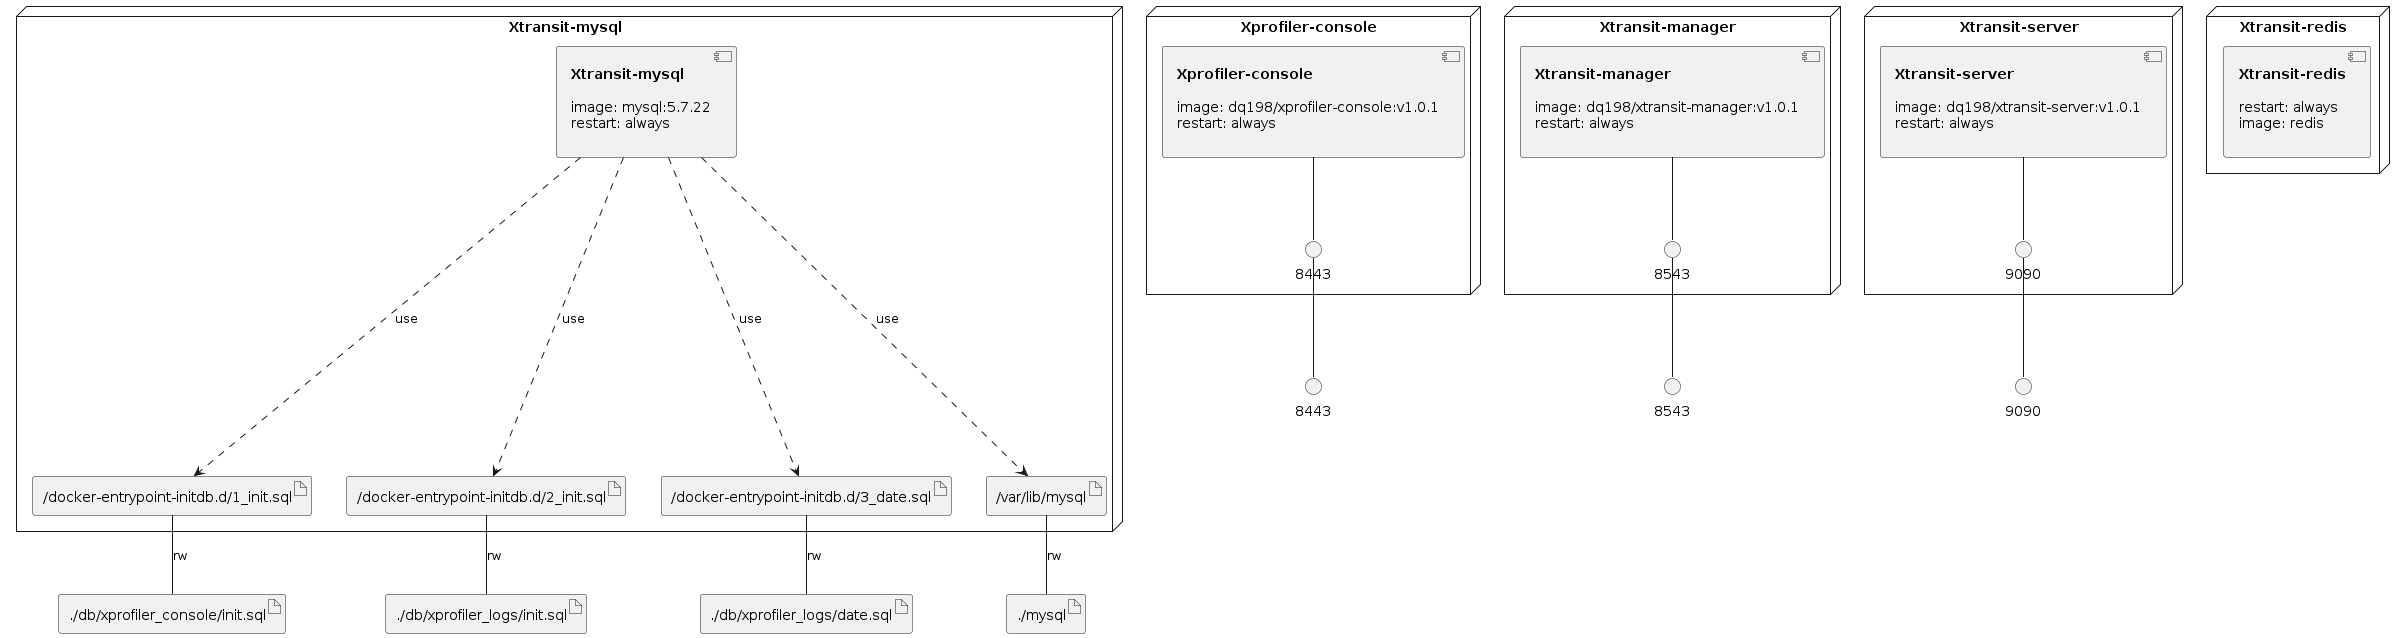 Xtransit-mysql
Xtransit-mysql
image: mysql:5.7.22
restart: always
use
use
use
use
/docker-entrypoint-initdb.d/1_init.sql
/docker-entrypoint-initdb.d/2_init.sql
/docker-entrypoint-initdb.d/3_date.sql
/var/lib/mysql
rw
rw
rw
rw
./db/xprofiler_console/init.sql
./db/xprofiler_logs/init.sql
./db/xprofiler_logs/date.sql
./mysql
Xprofiler-console
Xprofiler-console
image: dq198/xprofiler-console:v1.0.1
restart: always
8443
8443
Xtransit-manager
Xtransit-manager
image: dq198/xtransit-manager:v1.0.1
restart: always
8543
8543
Xtransit-server
Xtransit-server
image: dq198/xtransit-server:v1.0.1
restart: always
9090
9090
Xtransit-redis
Xtransit-redis
restart: always
image: redis